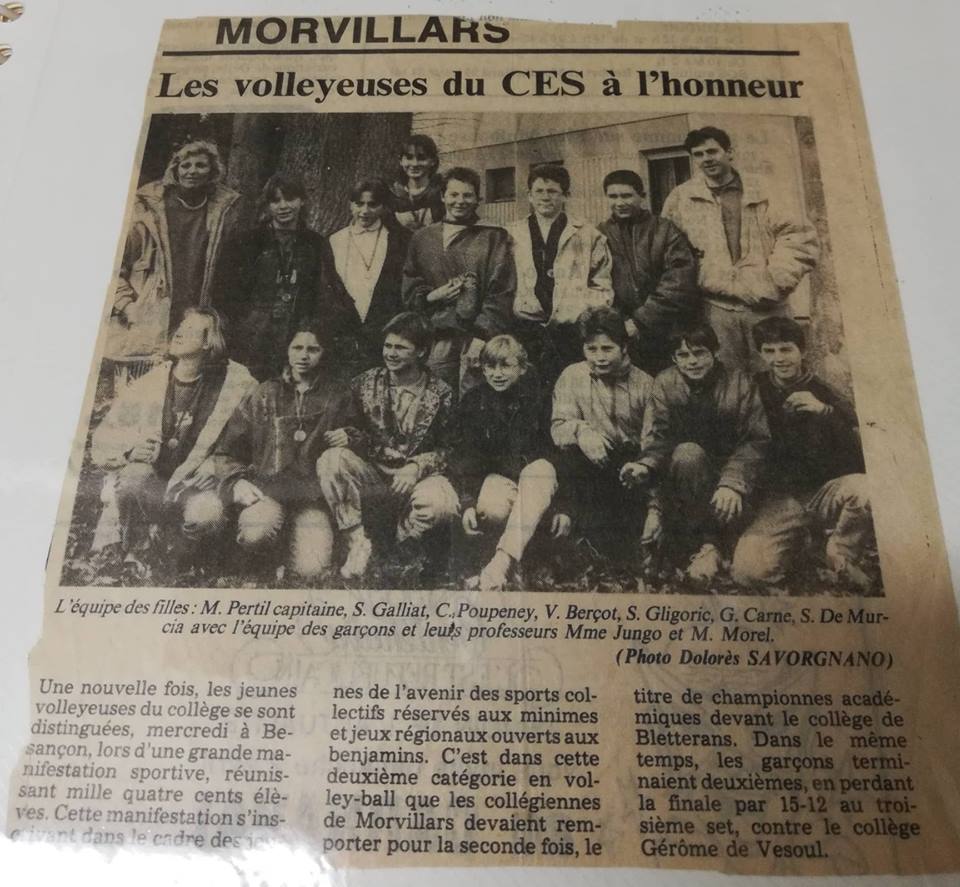 MORVILLARS
Les volleyeuses du CES à l'honneur
L'équipe des filles : M. Pertil capitaine, S. Galliat, C. Poupeney, V. Berçot, S. Gligoric, G. Carne, S. De Mur-
cia avec l'équipe des garçons et leurs professeurs Mme Jungo et M. Morel.
(Photo Dolorès SAVORGNANO)
Une nouvelle fois, les jeunes
volleyeuses du collège se sont
distinguées, mercredi à Be-
sançon, lors d'une grande ma-
nifestation sportive, réunis-
sant mille quatre cents élè-
ves. Cette manifestation s'ins-
crivait dans le cadre des
nes de l'avenir des sports col-
lectifs réservés aux minimes
et jeux régionaux ouverts aux
benjamins. C'est dans cette
deuxième catégorie en vol-
ley-ball que les collégiennes
de Morvillars devaient rem-
porter pour la seconde fois, le
titre de championnes acadé-
miques devant le collège de
Bletterans. Dans le même
temps, les garçons termi-
naient deuxièmes, en perdant
la finale par 15-12 au troi-
sième set, contre le collège
Gérôme de Vesoul.